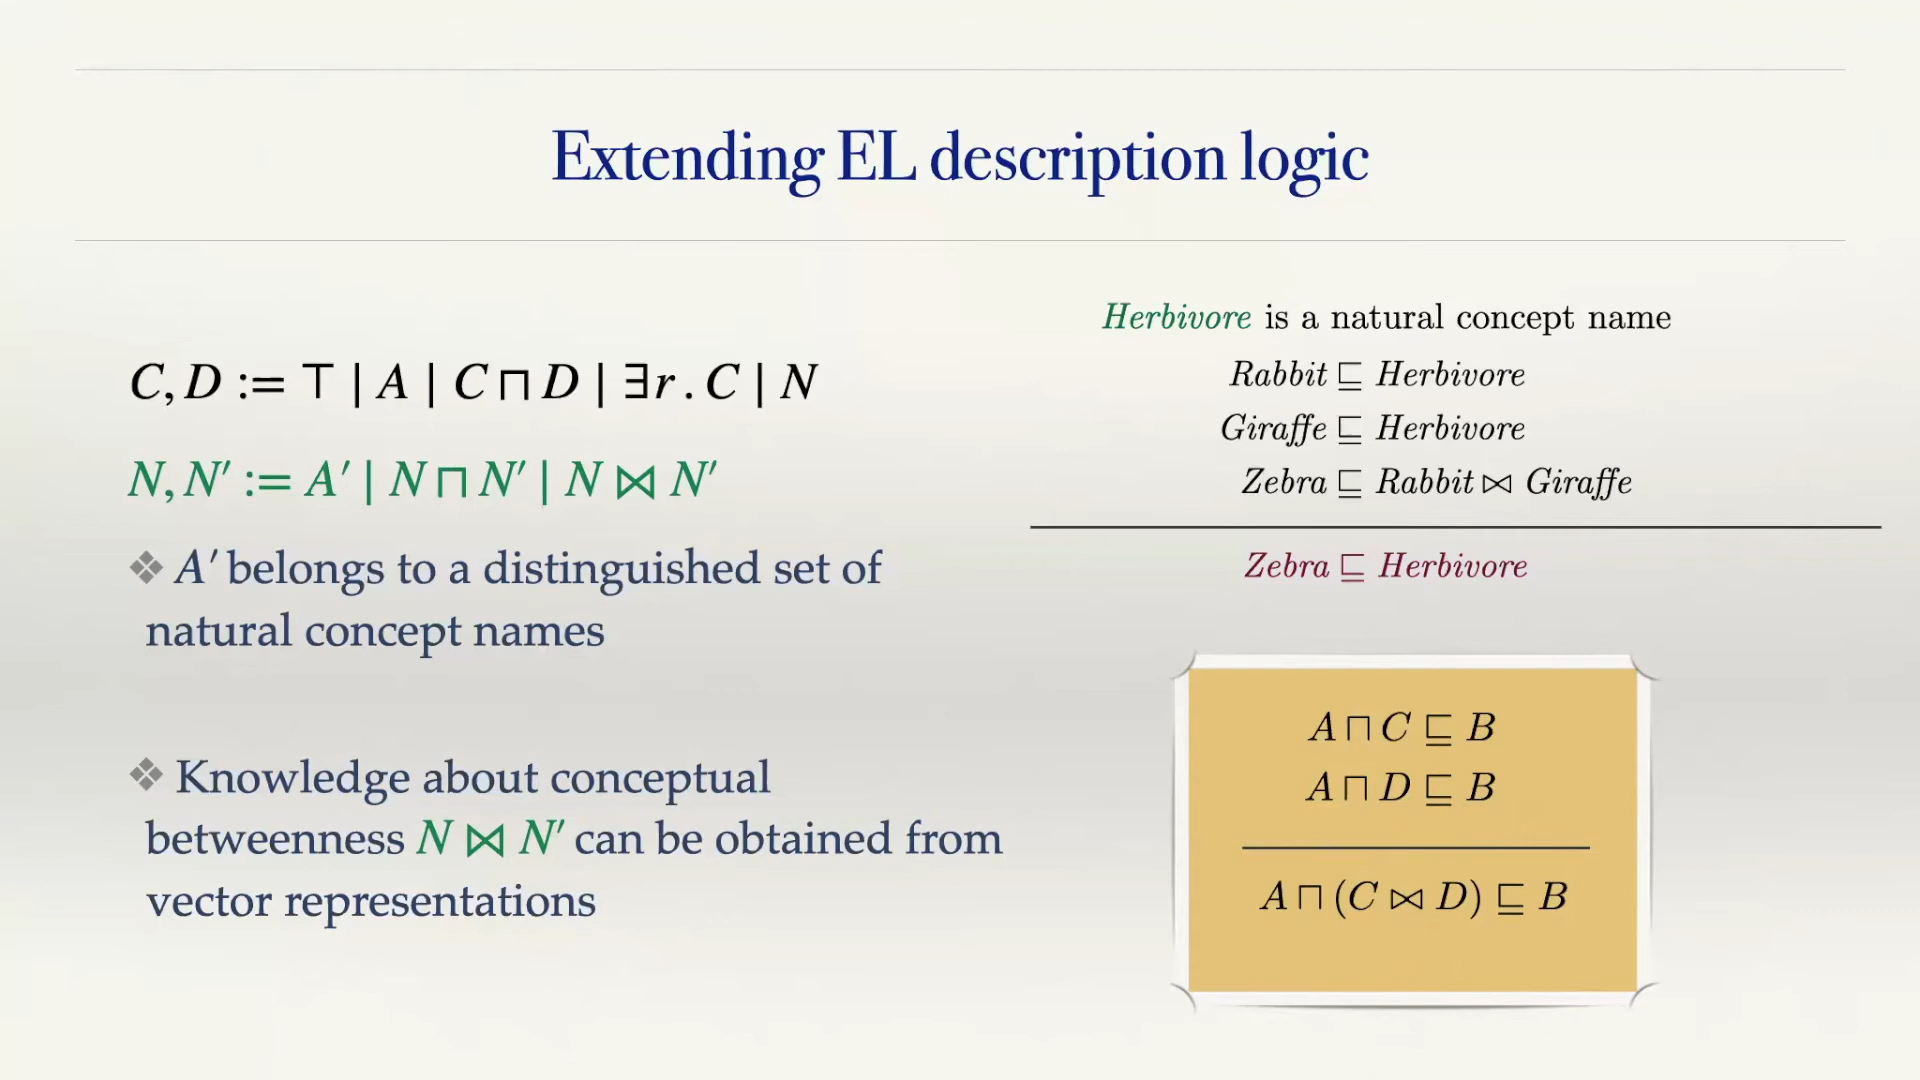 Extending EL description logic
C, D := ⊤ | A | C ⊓ D | ∃r . C | N
N, N′ := A′ | N ⊓ N′ | N ⋈ N′
❖ A′ belongs to a distinguished set of
natural concept names
❖ Knowledge about conceptual
betweenness N ⋈ N′ can be obtained from
vector representations
Herbivore is a natural concept name
Rabbit ⊑ Herbivore
Giraffe ⊑ Herbivore
Zebra ⊑ Rabbit ⋈ Giraffe
Zebra ⊑ Herbivore
A ⊓ C ⊑ B
A ⊓ D ⊑ B
A ⊓ (C ⋈ D) ⊑ B